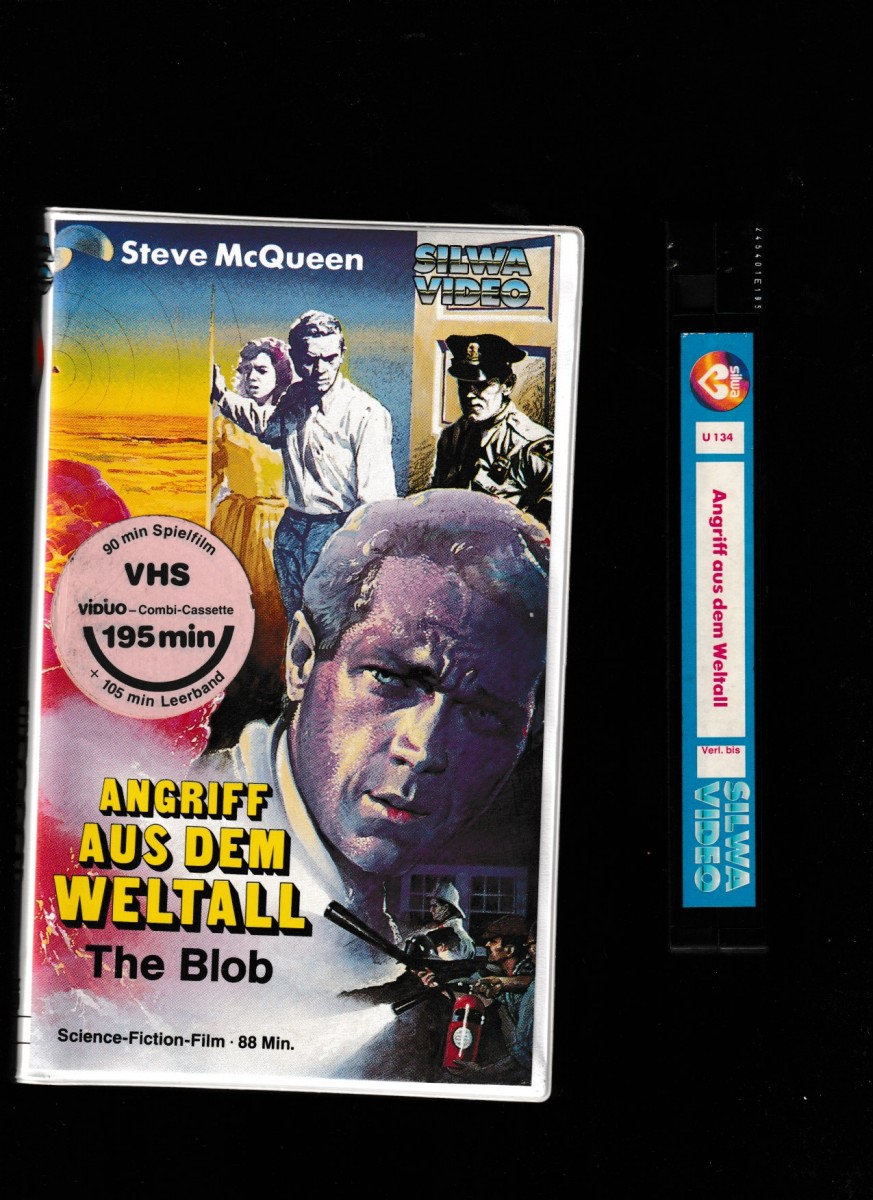 Steve McQueen
SILWA
VIDEO
90 min Spielfilm
VHS
VIDUO – Combi-Cassette
195 min
+ 105 min Leerband
ANGRIFF
AUS DEM
WELTALL
The Blob
Science-Fiction-Film · 88 Min.
245401E195
silwa
U 134
Angriff aus dem Weltall
Verl. bis
SILWA
VIDEO